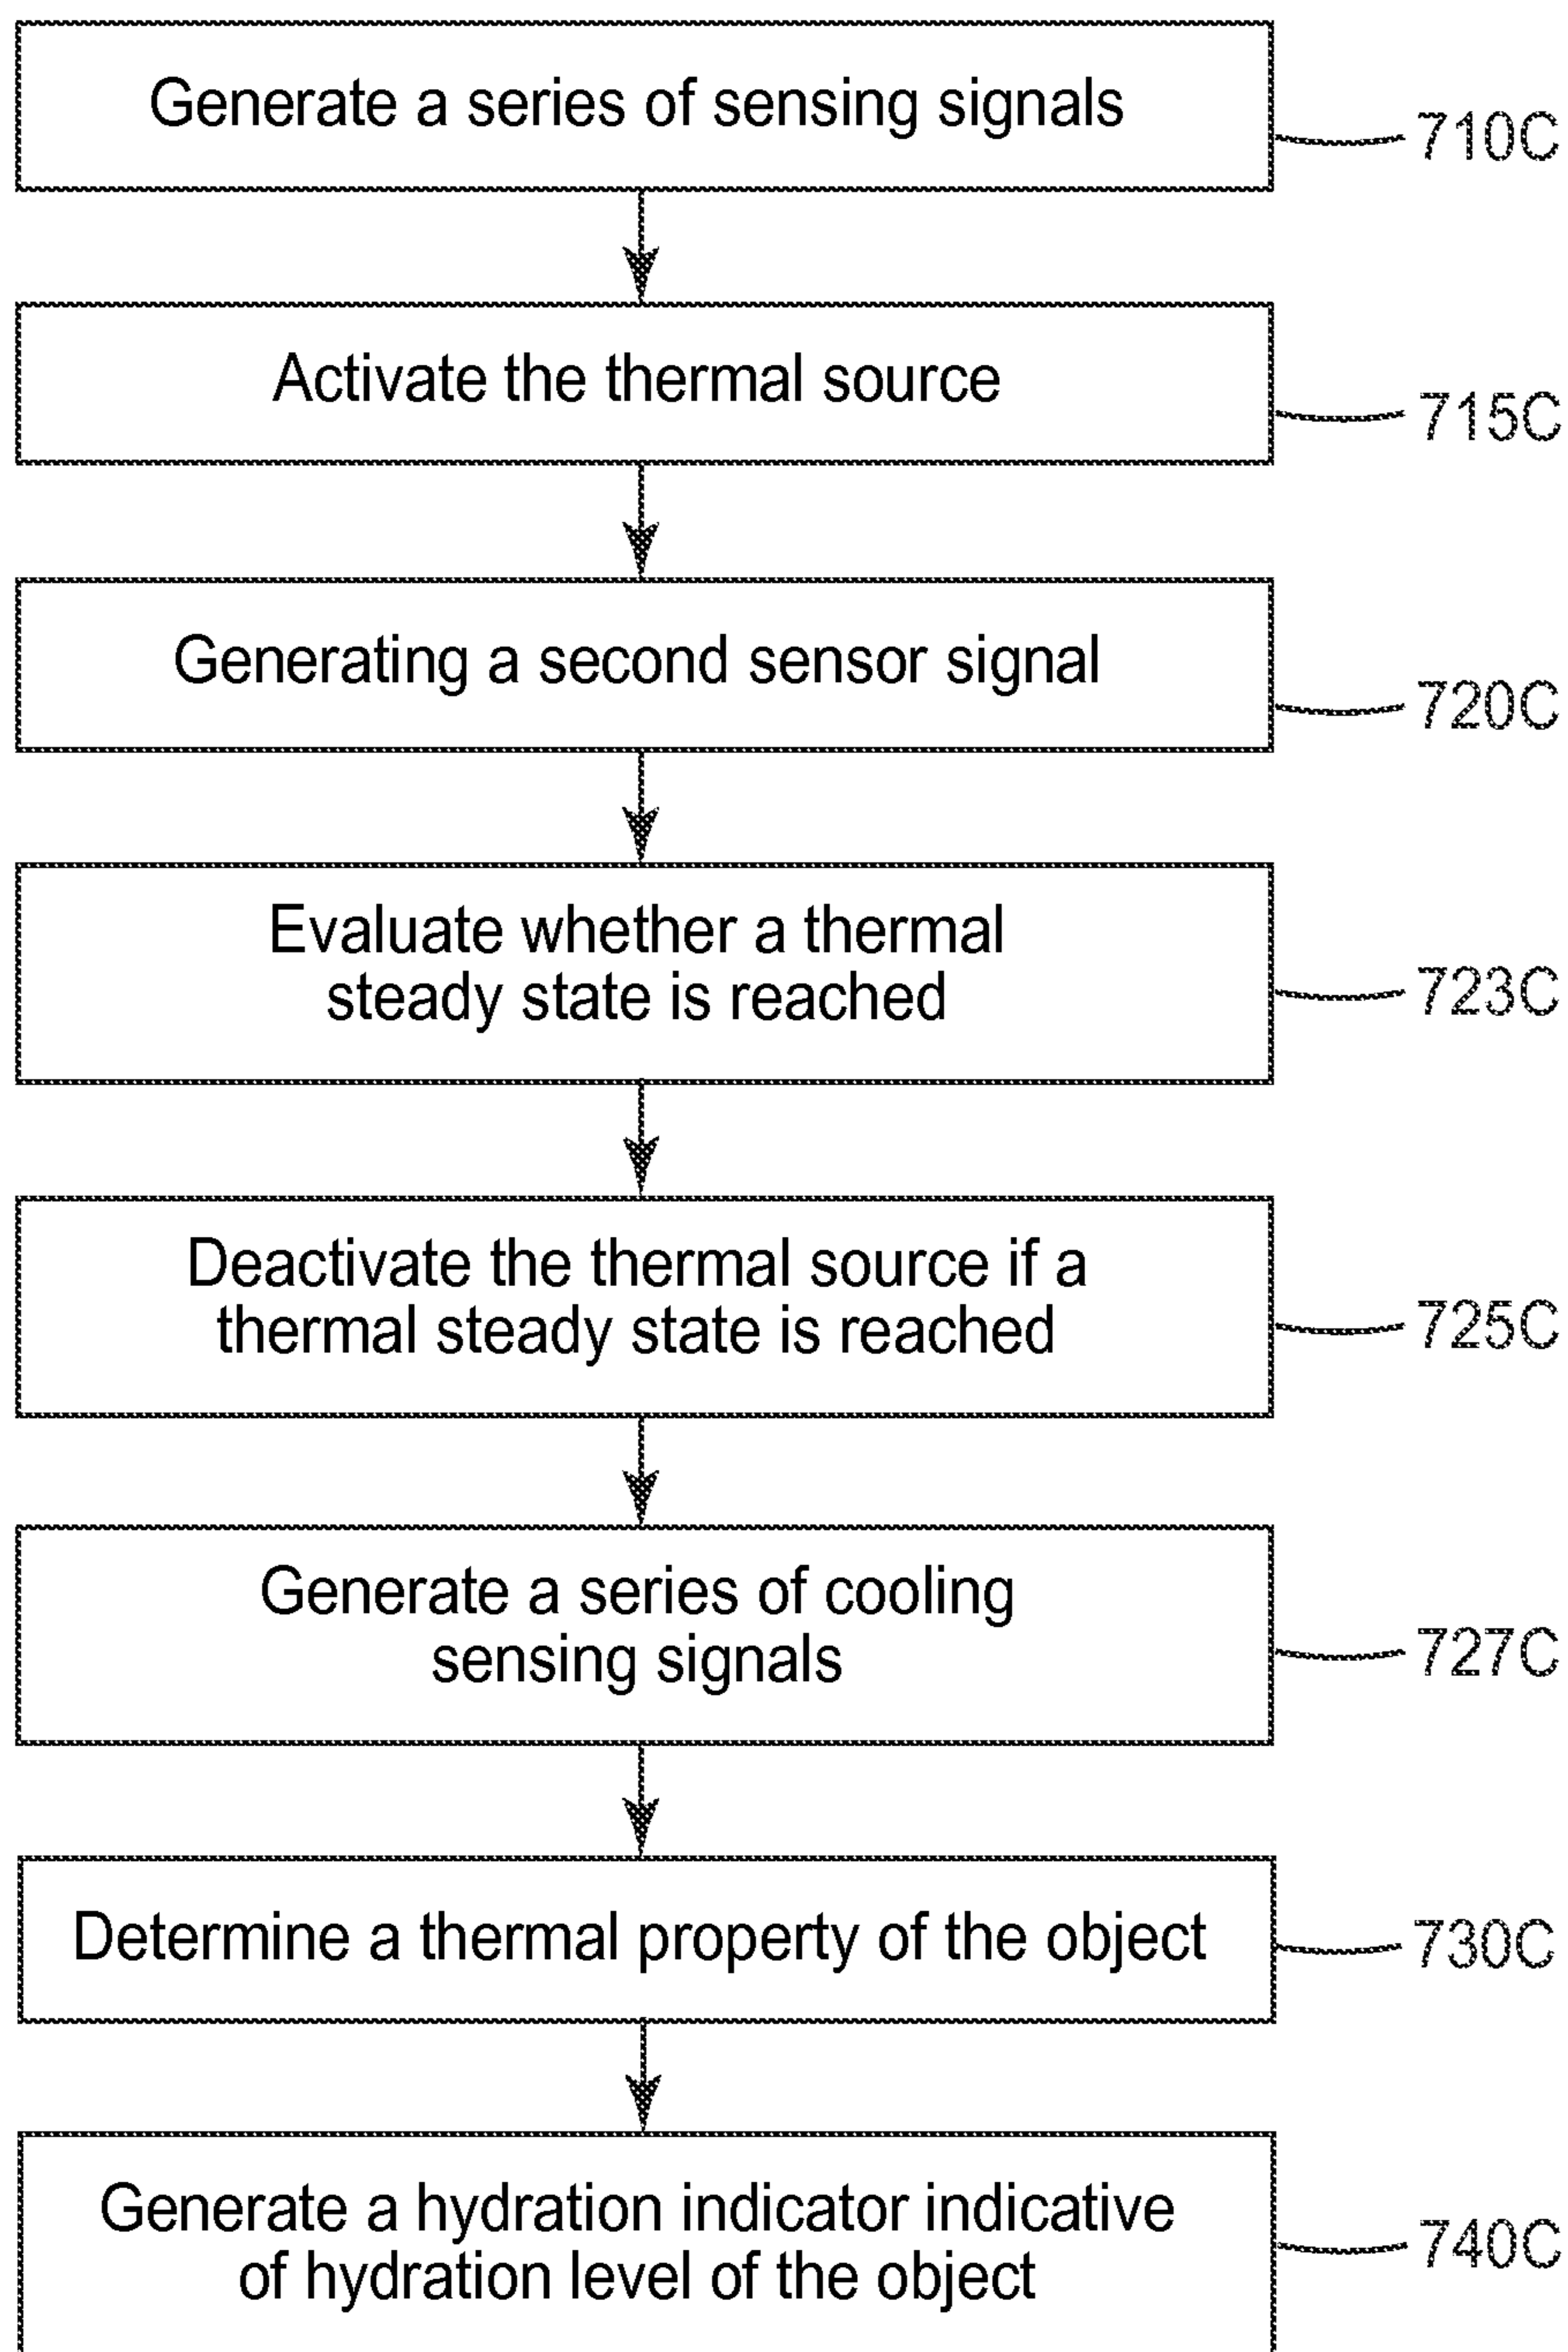 Generate a series of sensing signals
710C
Activate the thermal source
715C
Generating a second sensor signal
720C
Evaluate whether a thermal
steady state is reached
723C
Deactivate the thermal source if a
thermal steady state is reached
725C
Generate a series of cooling
sensing signals
727C
Determine a thermal property of the object
730C
Generate a hydration indicator indicative
of hydration level of the object
740C